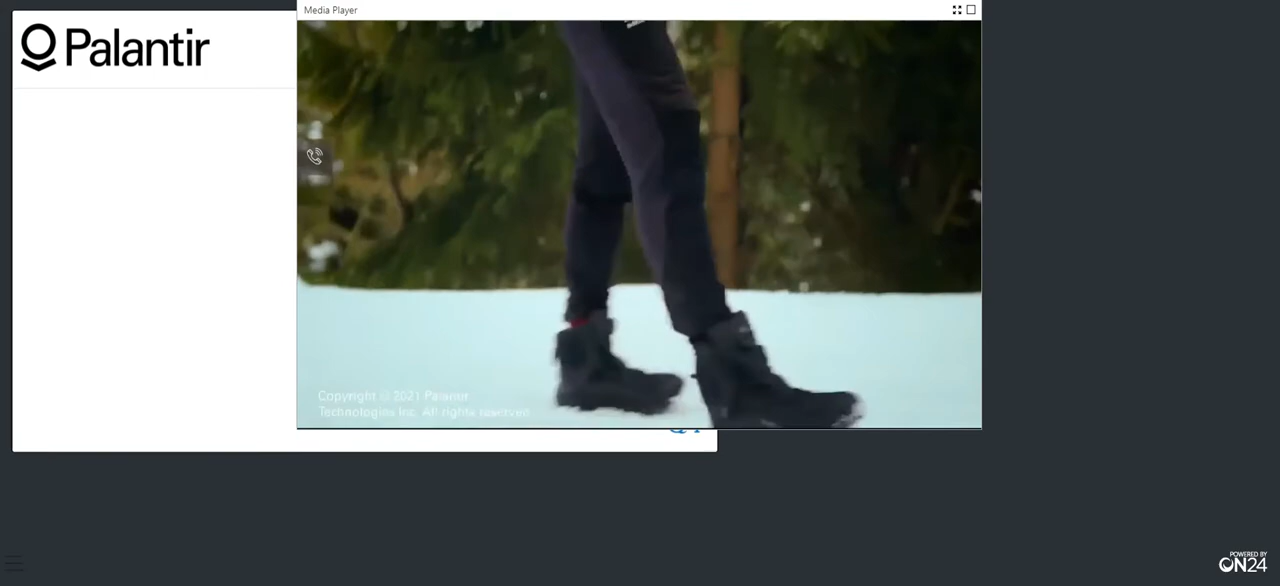 Media Player
Palantir
Copyright © 2021 Palantir
Technologies Inc. All rights reserved.
POWERED BY
ON24